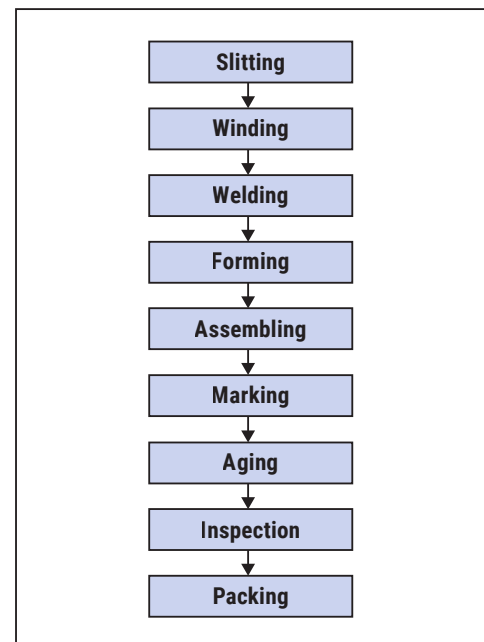 Slitting
Winding
Welding
Forming
Assembling
Marking
Aging
Inspection
Packing